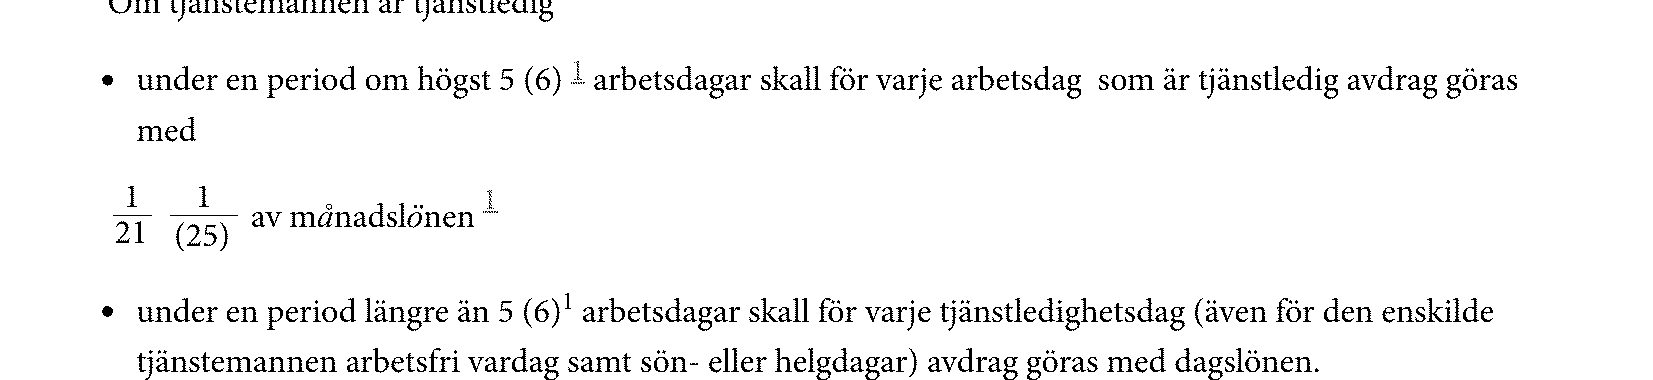 Om tjänstemannen är tjänstledig
• under en period om högst 5 (6) 1 arbetsdagar skall för varje arbetsdag som är tjänstledig avdrag göras
med
1/21 1/(25) av månadslönen 1
• under en period längre än 5 (6)1 arbetsdagar skall för varje tjänstledighetsdag (även för den enskilde
tjänstemannen arbetsfri vardag samt sön- eller helgdagar) avdrag göras med dagslönen.